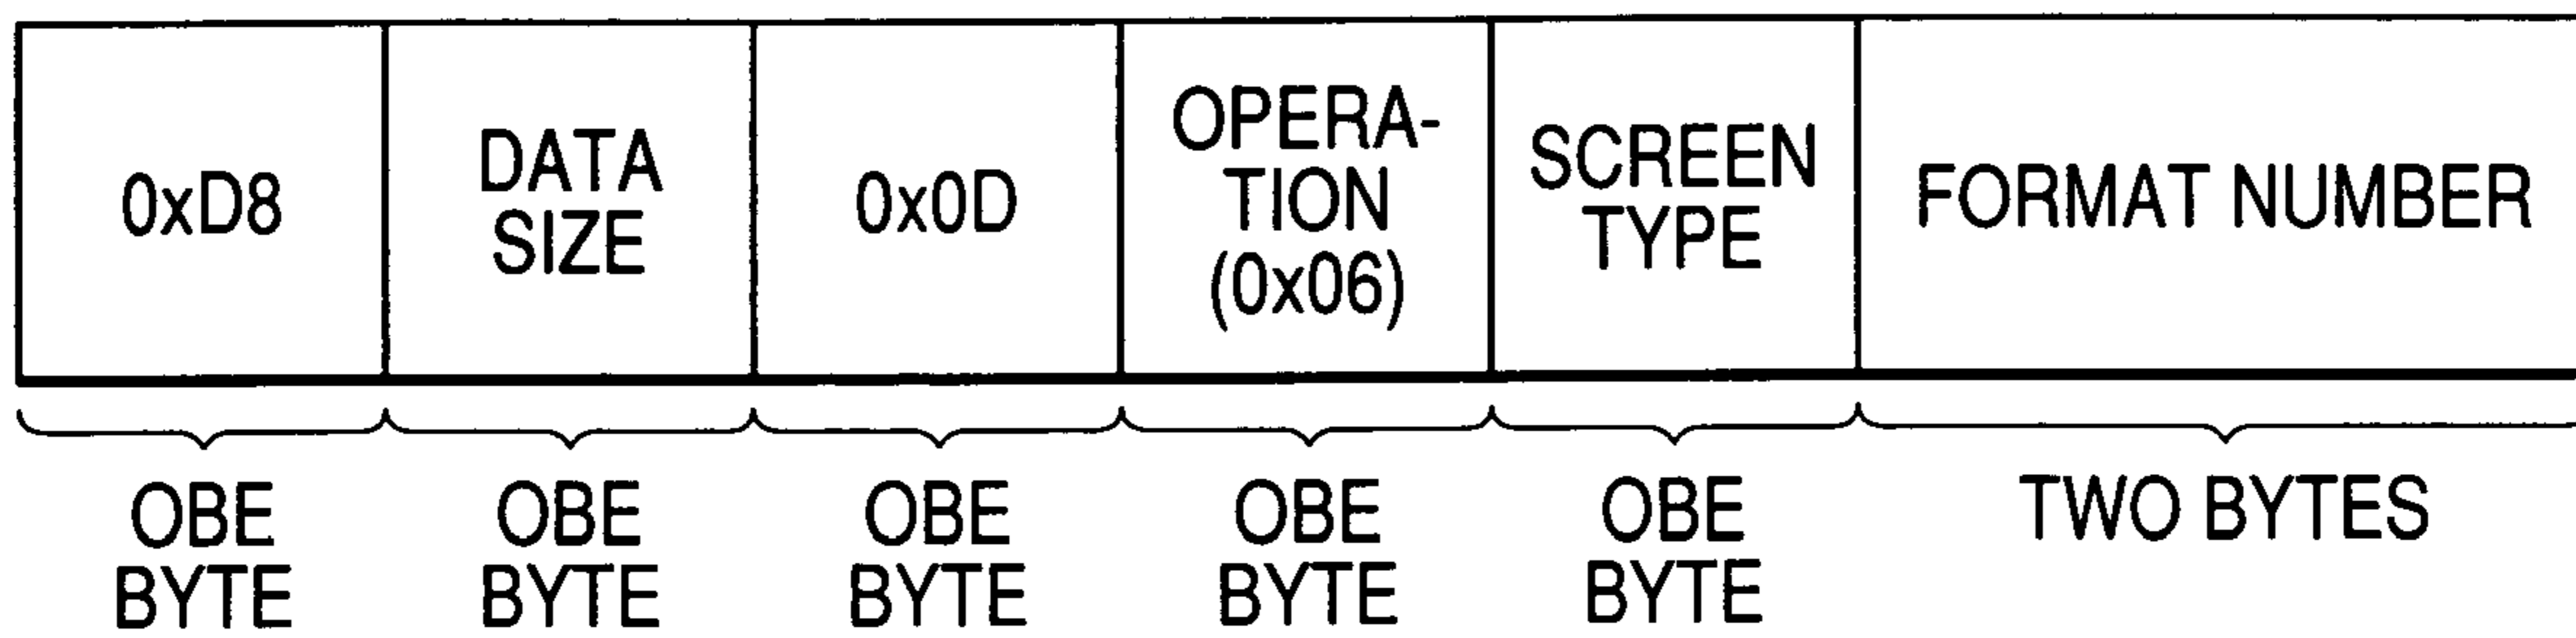 0xD8
DATA
SIZE
0x0D
OPERA-
TION
(0x06)
SCREEN
TYPE
FORMAT NUMBER
OBE
BYTE
OBE
BYTE
OBE
BYTE
OBE
BYTE
OBE
BYTE
TWO BYTES